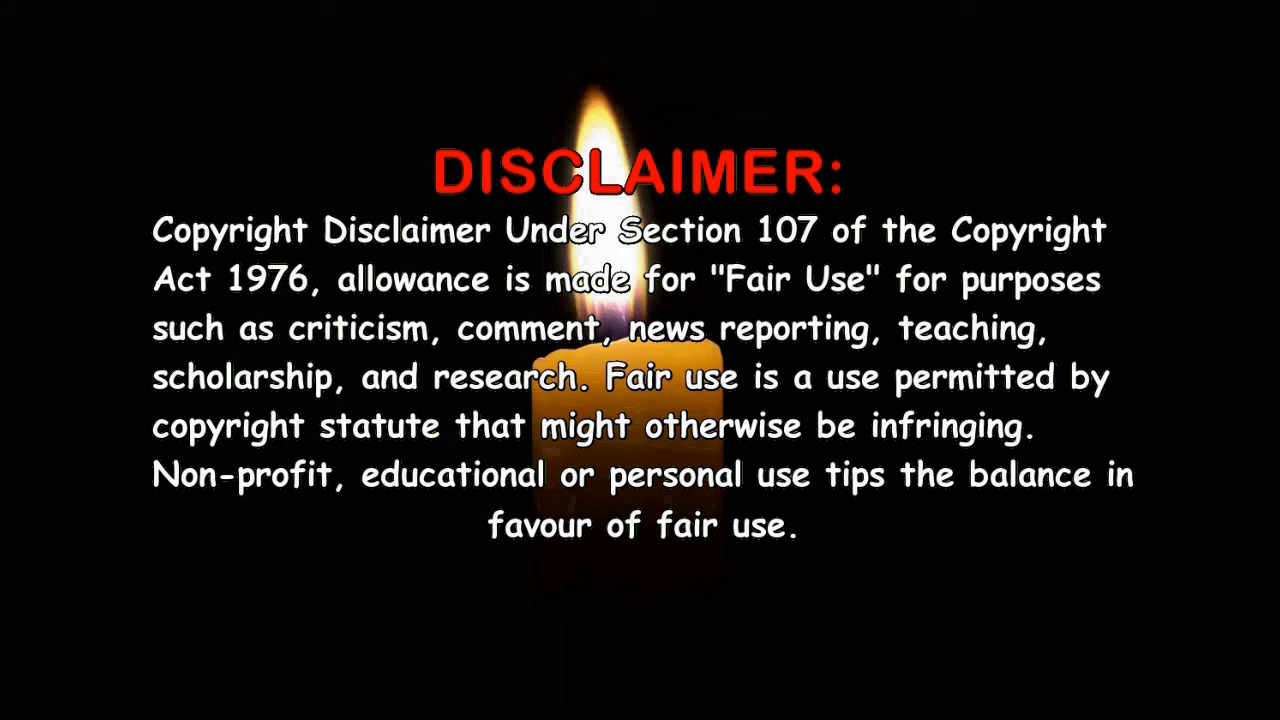 DISCLAIMER:
Copyright Disclaimer Under Section 107 of the Copyright
Act 1976, allowance is made for "Fair Use" for purposes
such as criticism, comment, news reporting, teaching,
scholarship, and research. Fair use is a use permitted by
copyright statute that might otherwise be infringing.
Non-profit, educational or personal use tips the balance in
favour of fair use.